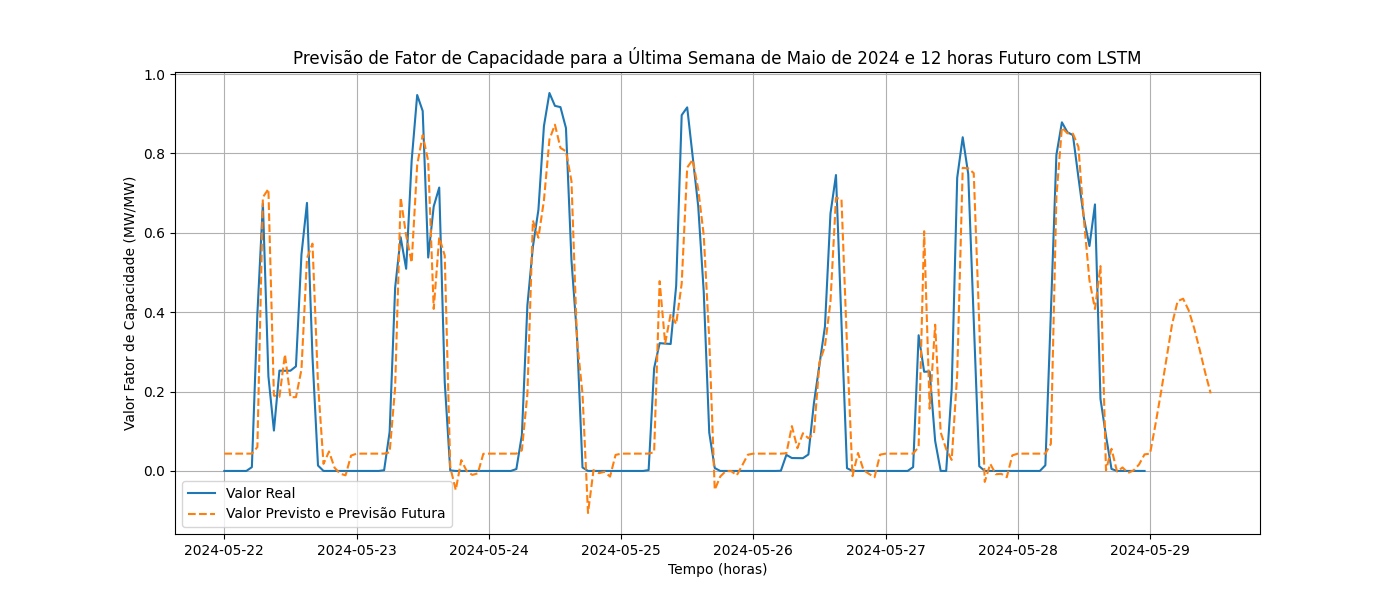 Previsão de Fator de Capacidade para a Última Semana de Maio de 2024 e 12 horas Futuro com LSTM
Valor Fator de Capacidade (MW/MW)
1.0
0.8
0.6
0.4
0.2
0.0
Valor Real
Valor Previsto e Previsão Futura
2024-05-22 2024-05-23 2024-05-24 2024-05-25 2024-05-26 2024-05-27 2024-05-28 2024-05-29
Tempo (horas)